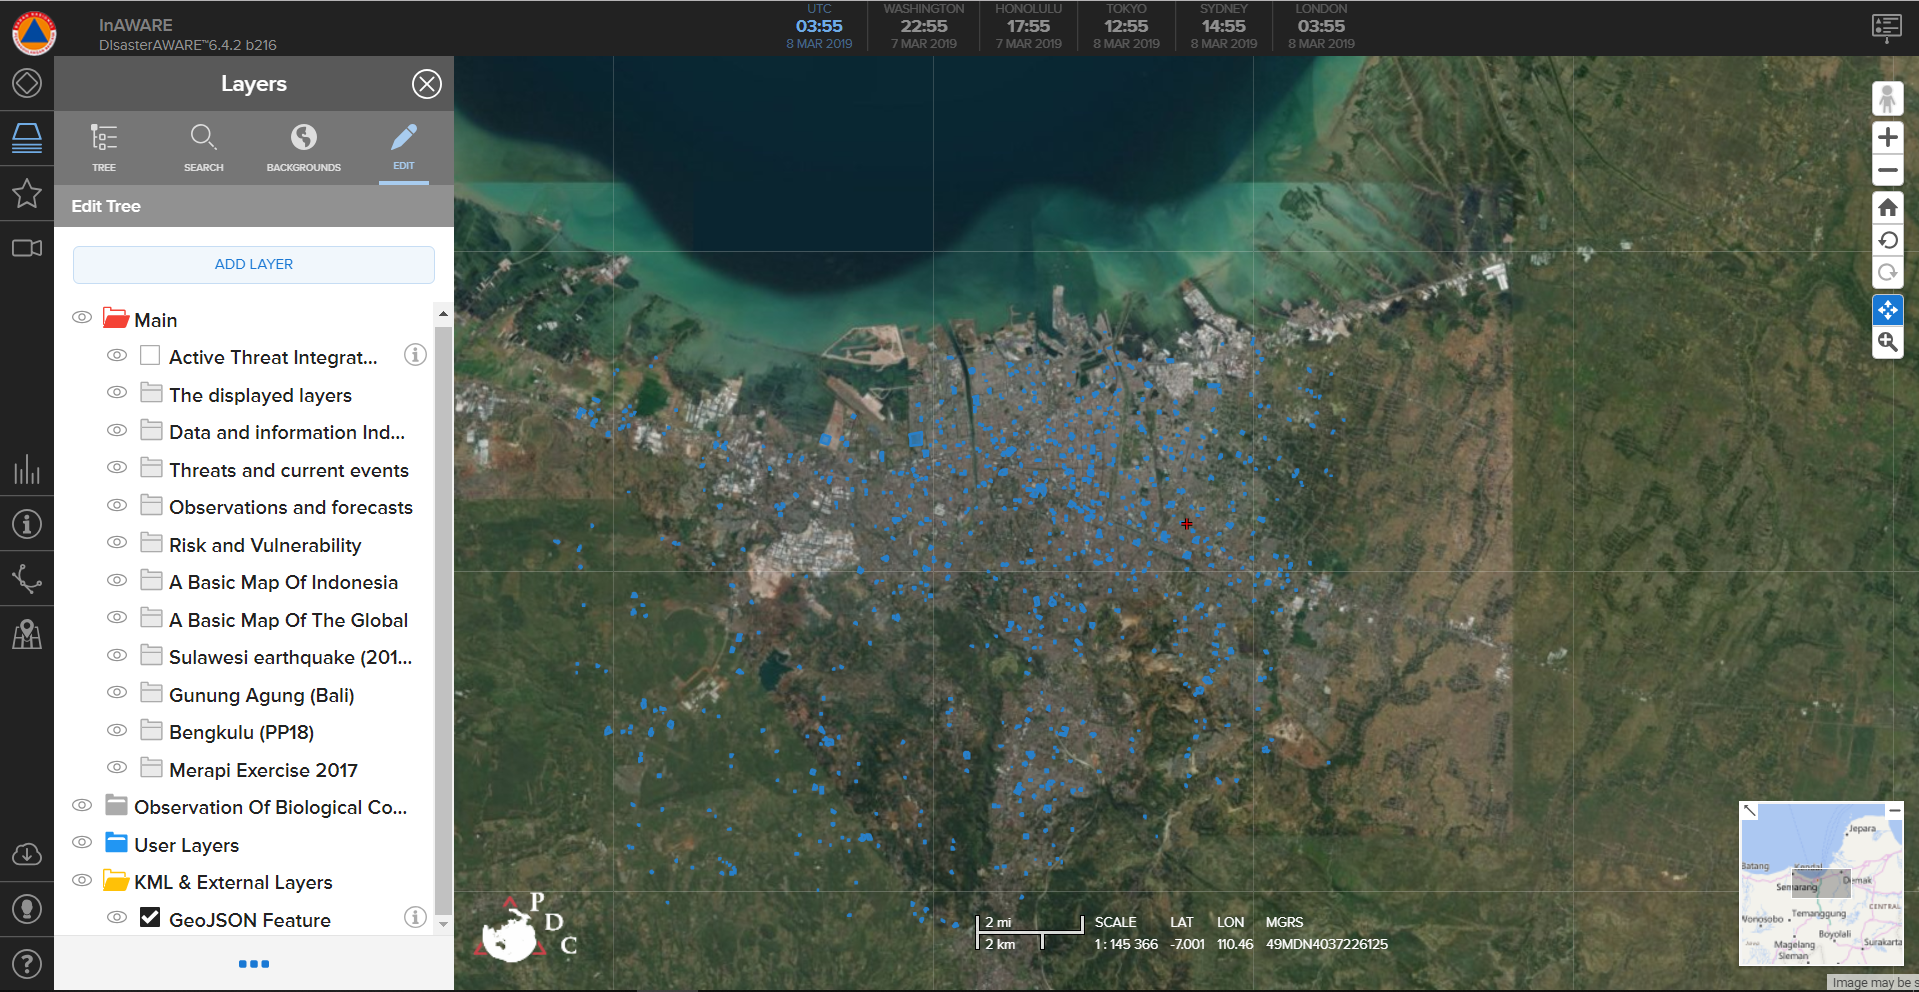 InAWARE
DIsasterAWARE™6.4.2 b216
UTC
03:55
8 MAR 2019
WASHINGTON
22:55
7 MAR 2019
HONOLULU
17:55
7 MAR 2019
TOKYO
12:55
8 MAR 2019
SYDNEY
14:55
8 MAR 2019
LONDON
03:55
8 MAR 2019
Layers
TREE
SEARCH
BACKGROUNDS
EDIT
Edit Tree
ADD LAYER
Main
Active Threat Integrat...
The displayed layers
Data and information Ind...
Threats and current events
Observations and forecasts
Risk and Vulnerability
A Basic Map Of Indonesia
A Basic Map Of The Global
Sulawesi earthquake (201...
Gunung Agung (Bali)
Bengkulu (PP18)
Merapi Exercise 2017
Observation Of Biological Co...
User Layers
KML & External Layers
GeoJSON Feature
P
D
C
2 mi
2 km
SCALE LAT LON MGRS
1 : 145 366 -7.001 110.46 49MDN4037226125
Jepara
Batang
Kendal
Semarang
Demak
CENTRAL
Wonosobo
Temanggung
Boyolali
Magelang
Surakarta
Sleman
Image may be s